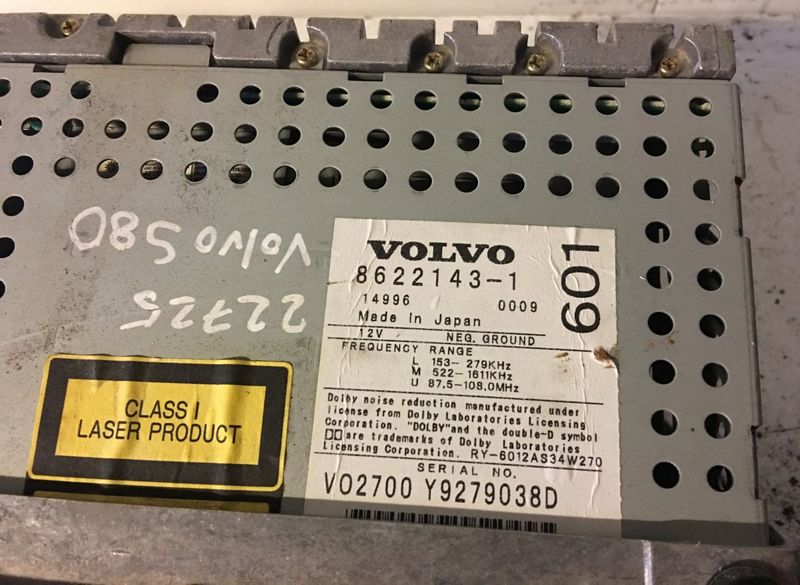 Volvo S80
22725
CLASS I
LASER PRODUCT
VOLVO
8622143-1
14996 0009
Made in Japan
601
12V NEG. GROUND
FREQUENCY RANGE
L 153- 279KHz
M 522-1611KHz
U 87.5-108.0MHz
Dolby noise reduction manufactured under
license from Dolby Laboratories Licensing
Corporation. "DOLBY"and the double-D symbol
are trademarks of Dolby Laboratories
Licensing Corporation. RY-6012AS34W270
SERIAL NO.
VO2700 Y9279038D